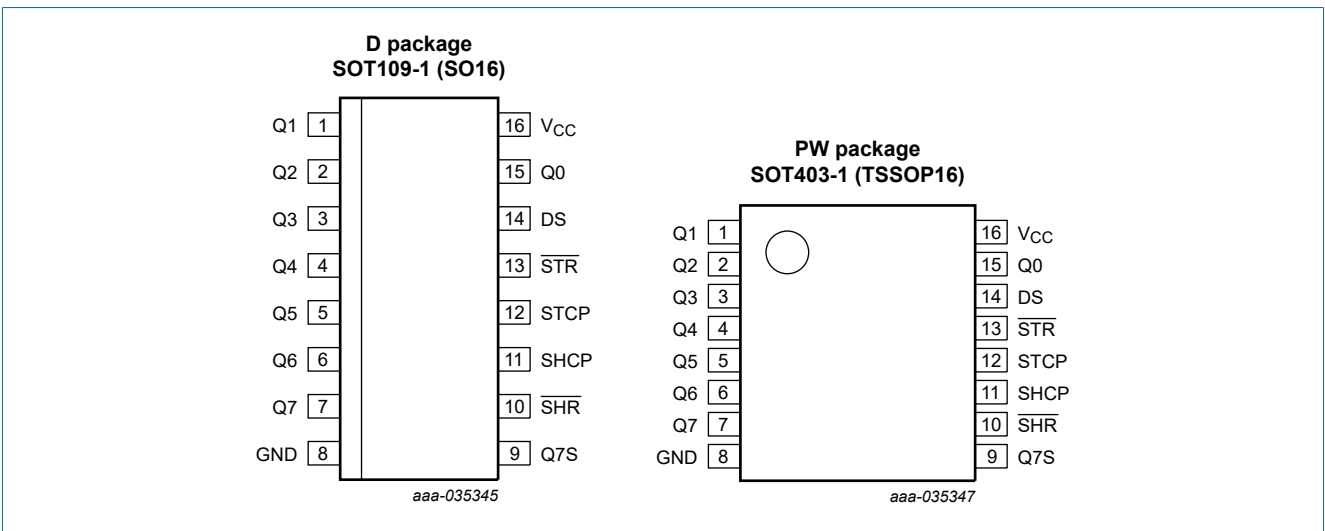 D package
SOT109-1 (SO16)
Q1 1 16 VCC
Q2 2 15 Q0
Q3 3 14 DS
Q4 4 13 STR
Q5 5 12 STCP
Q6 6 11 SHCP
Q7 7 10 SHR
GND 8 9 Q7S
aaa-035345
PW package
SOT403-1 (TSSOP16)
Q1 1 16 VCC
Q2 2 15 Q0
Q3 3 14 DS
Q4 4 13 STR
Q5 5 12 STCP
Q6 6 11 SHCP
Q7 7 10 SHR
GND 8 9 Q7S
aaa-035347